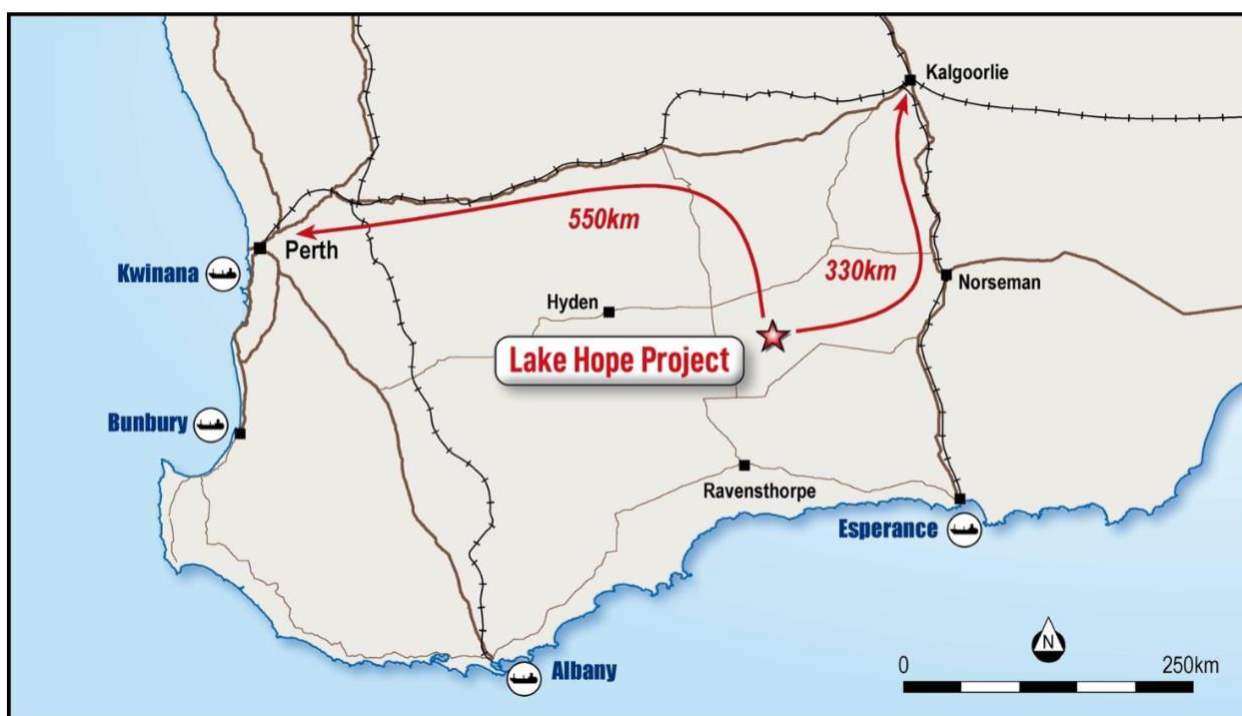 Kalgoorlie
550km
Perth
Kwinana
330km
Norseman
Hyden
Lake Hope Project
Bunbury
Ravensthorpe
Esperance
N
0 250km
Albany